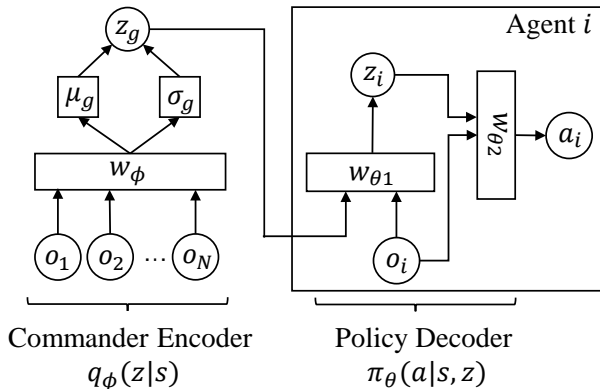 z_g
μ_g
σ_g
w_ϕ
o_1
o_2
…
o_N
Commander Encoder
q_ϕ(z|s)
Agent i
z_i
w_θ1
w_θ2
a_i
o_i
Policy Decoder
π_θ(a|s, z)